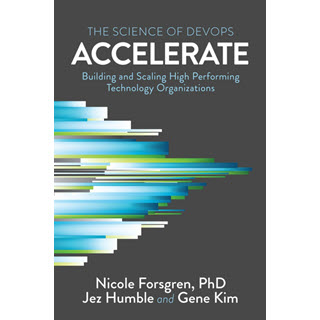 THE SCIENCE OF DEVOPS
ACCELERATE
Building and Scaling High Performing
Technology Organizations
Nicole Forsgren, PhD
Jez Humble and Gene Kim